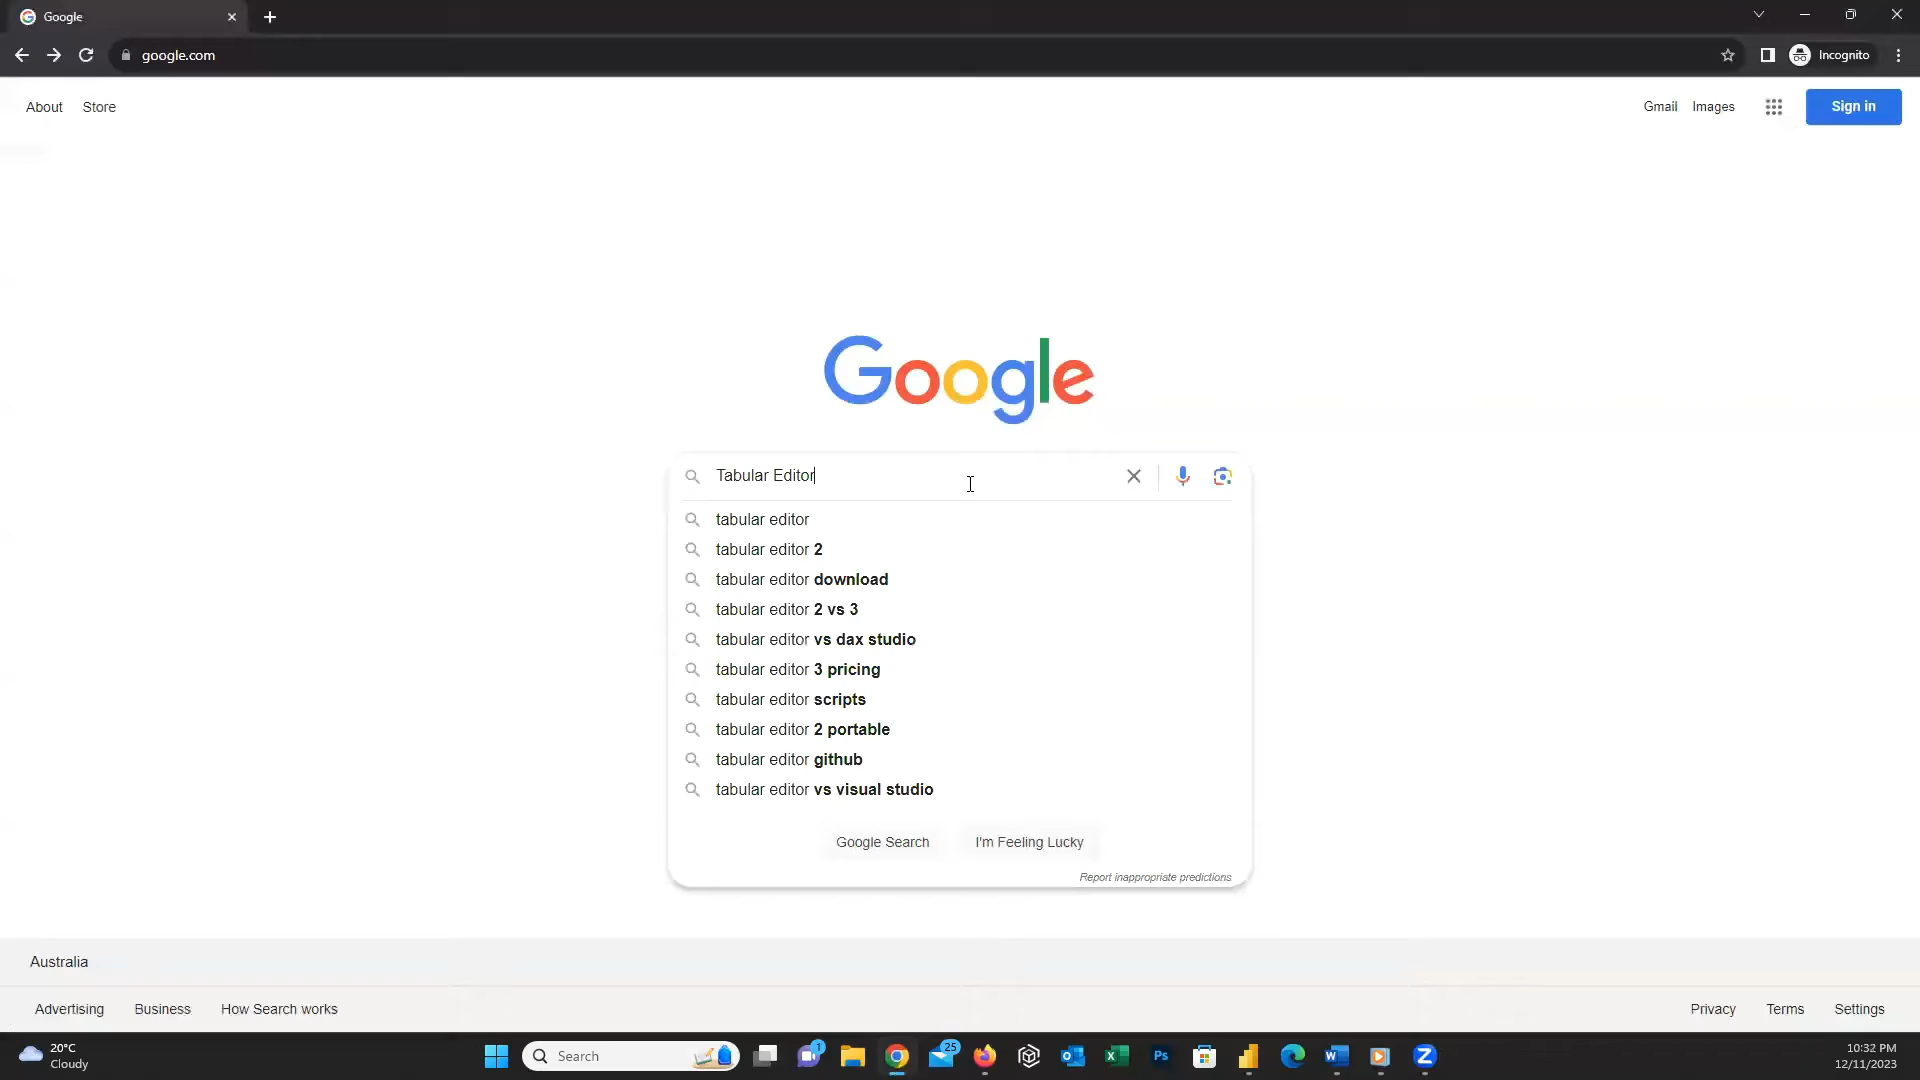 Google
google.com
Incognito
About Store
Gmail Images Sign in
Google
Tabular Editor
tabular editor
tabular editor 2
tabular editor download
tabular editor 2 vs 3
tabular editor vs dax studio
tabular editor 3 pricing
tabular editor scripts
tabular editor 2 portable
tabular editor github
tabular editor vs visual studio
Google Search I'm Feeling Lucky
Report inappropriate predictions
Australia
Advertising Business How Search works Privacy Terms Settings
20°C
Cloudy
Search
1
25
Ps
10:32 PM
12/11/2023